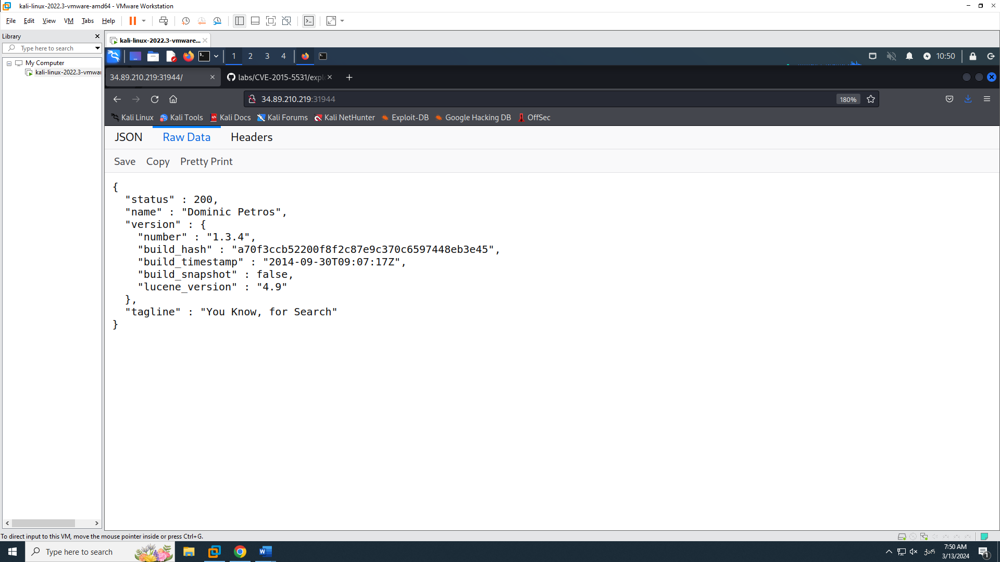 kali-linux-2022.3-vmware-amd64 - VMware Workstation
File Edit View VM Tabs Help
Library
Type here to search
My Computer
kali-linux-2022.3-vmwar
kali-linux-2022.3-vmware...
1 2 3 4
10:50
34.89.210.219:31944/
labs/CVE-2015-5531/expl
34.89.210.219:31944
180%
Kali Linux Kali Tools Kali Docs Kali Forums Kali NetHunter Exploit-DB Google Hacking DB OffSec
JSON Raw Data Headers
Save Copy Pretty Print
{
"status" : 200,
"name" : "Dominic Petros",
"version" : {
"number" : "1.3.4",
"build_hash" : "a70f3ccb52200f8f2c87e9c370c6597448eb3e45",
"build_timestamp" : "2014-09-30T09:07:17Z",
"build_snapshot" : false,
"lucene_version" : "4.9"
},
"tagline" : "You Know, for Search"
}
To direct input to this VM, move the mouse pointer inside or press Ctrl+G.
Type here to search
ქარ
7:50 AM
3/13/2024
1